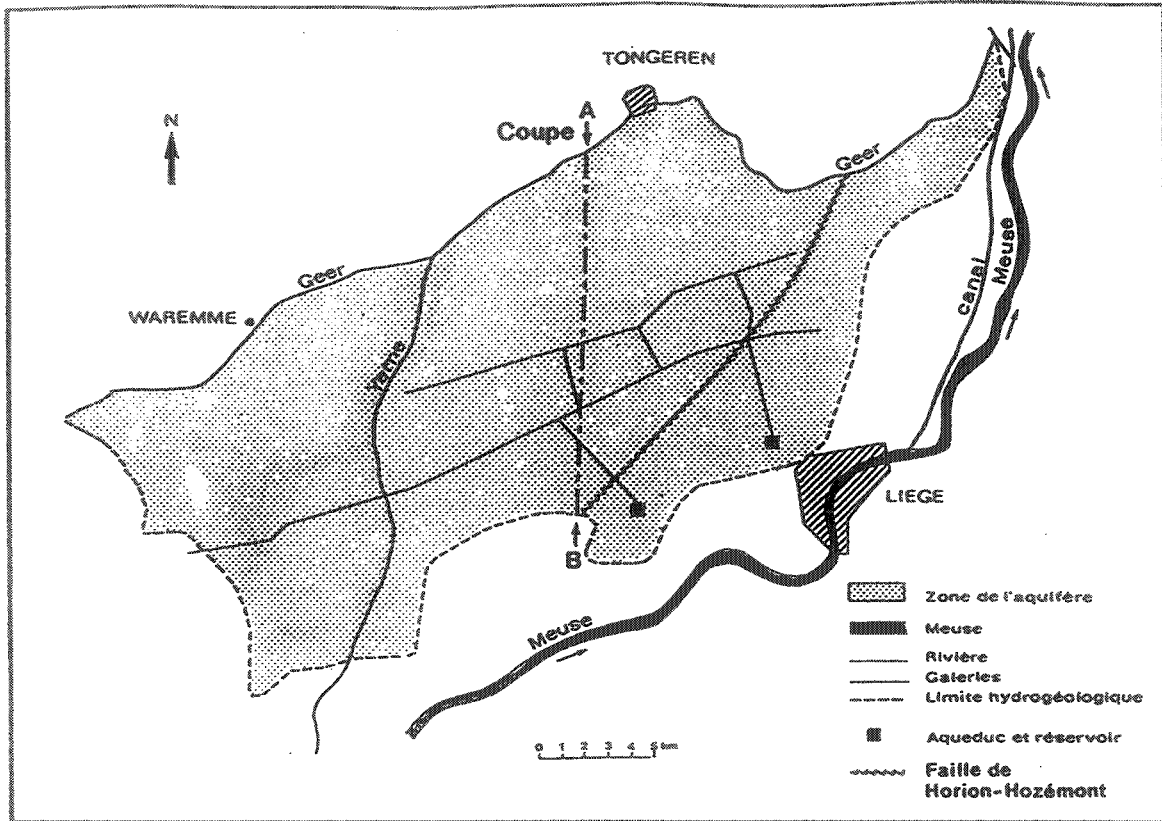 TONGEREN
N
A
Coupe
Geer
Geer
WAREMME
Yerne
canal
Meuse
LIEGE
B
Meuse
Zone de l'aquifère
Meuse
Rivière
Galeries
Limite hydrogéologique
0 1 2 3 4 5 km
Aqueduc et réservoir
Faille de
Horion-Hozémont